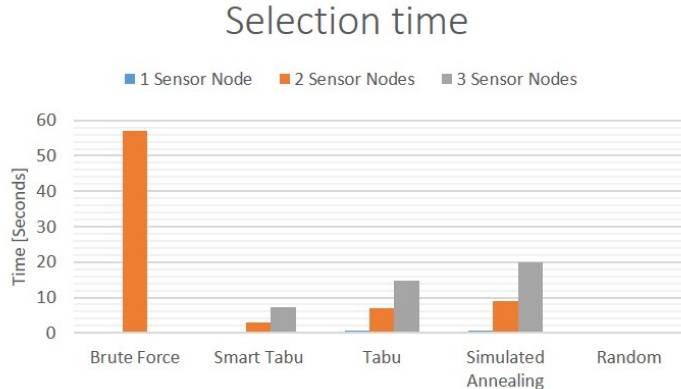 Selection time
1 Sensor Node 2 Sensor Nodes 3 Sensor Nodes
60
50
40
30
20
10
0
Time [Seconds]
Brute Force Smart Tabu Tabu Simulated Annealing Random